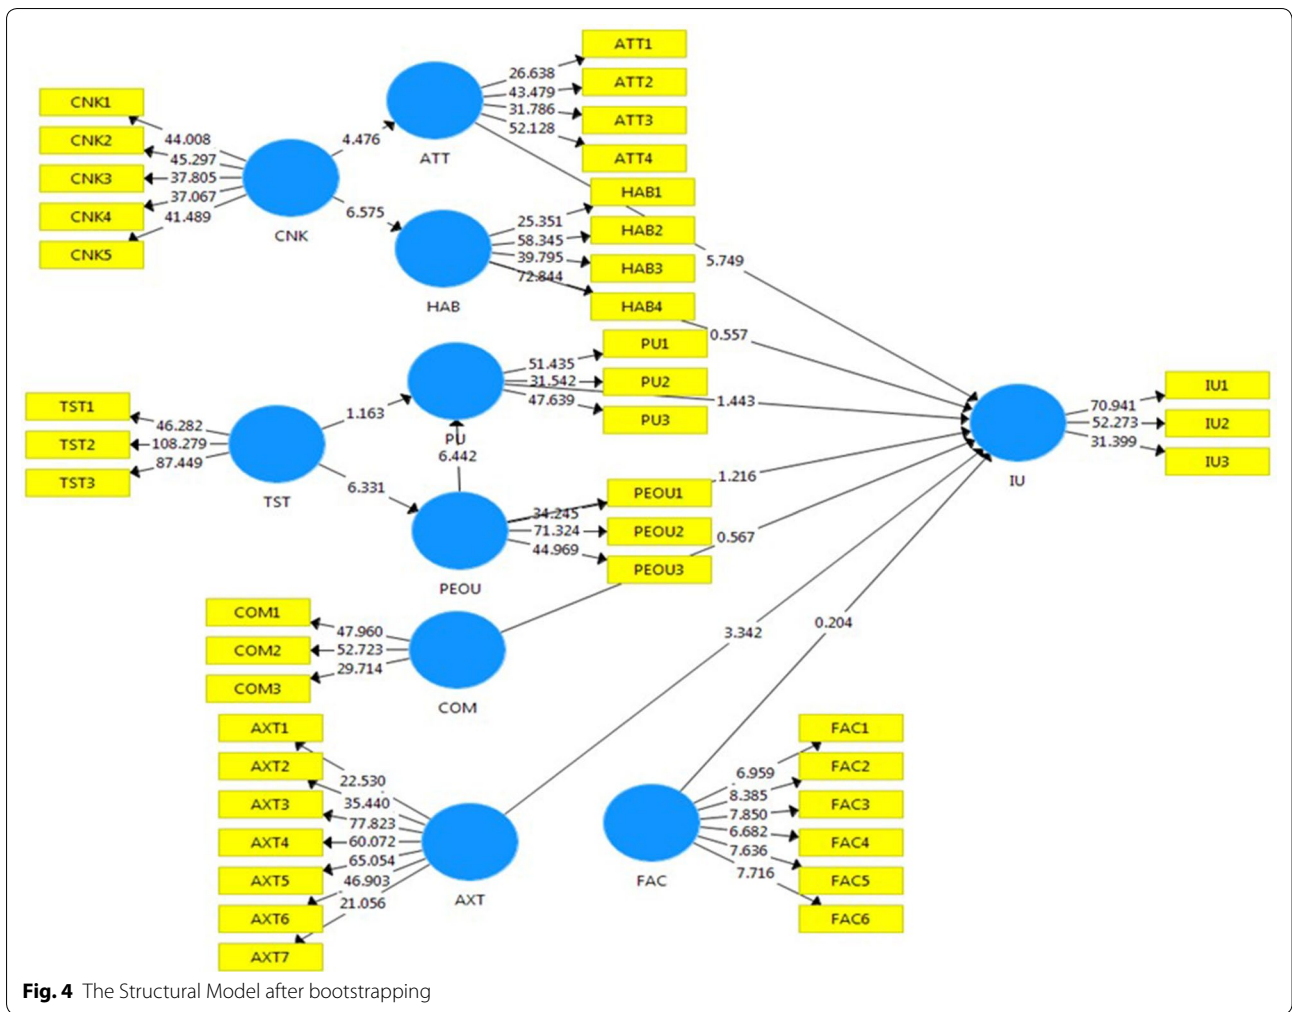 ATT1
26.638
ATT2
43.479
31.786
ATT3
52.128
ATT4
ATT
CNK1
44.008
CNK2
45.297
CNK3
37.805
37.067
CNK4
41.489
CNK5
CNK
4.476
6.575
HAB1
25.351
HAB2
58.345
39.795
HAB3
72.844
HAB4
HAB
5.749
0.557
PU1
51.435
31.542
PU2
47.639
PU3
PU
1.443
TST1
46.282
TST2
108.279
87.449
TST3
TST
1.163
6.442
6.331
IU1
70.941
52.273
IU2
31.399
IU3
IU
PEOU1
34.245
71.324
PEOU2
44.969
PEOU3
PEOU
1.216
0.567
COM1
47.960
COM2
52.723
29.714
COM3
COM
3.342
0.204
AXT1
AXT2
22.530
AXT3
35.440
77.823
AXT4
60.072
65.054
AXT5
46.903
21.056
AXT6
AXT7
AXT
FAC1
FAC2
6.959
8.385
FAC3
7.850
6.682
FAC4
7.636
7.716
FAC5
FAC6
FAC
Fig. 4 The Structural Model after bootstrapping